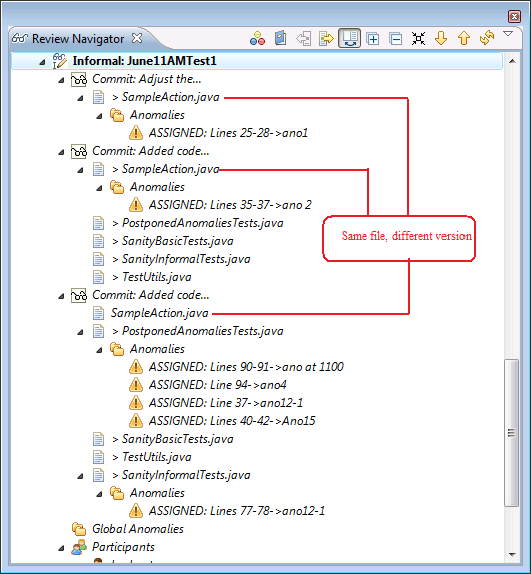 Review Navigator
Informal: June11AMTest1
Commit: Adjust the...
> SampleAction.java
Anomalies
ASSIGNED: Lines 25-28->ano1
Commit: Added code...
> SampleAction.java
Anomalies
ASSIGNED: Lines 35-37->ano 2
> PostponedAnomaliesTests.java
> SanityBasicTests.java
> SanityInformalTests.java
> TestUtils.java
Same file, different version
Commit: Added code...
SampleAction.java
> PostponedAnomaliesTests.java
Anomalies
ASSIGNED: Lines 90-91->ano at 1100
ASSIGNED: Line 94->ano4
ASSIGNED: Line 37->ano12-1
ASSIGNED: Lines 40-42->Ano15
> SanityBasicTests.java
> TestUtils.java
> SanityInformalTests.java
Anomalies
ASSIGNED: Lines 77-78->ano12-1
Global Anomalies
Participants